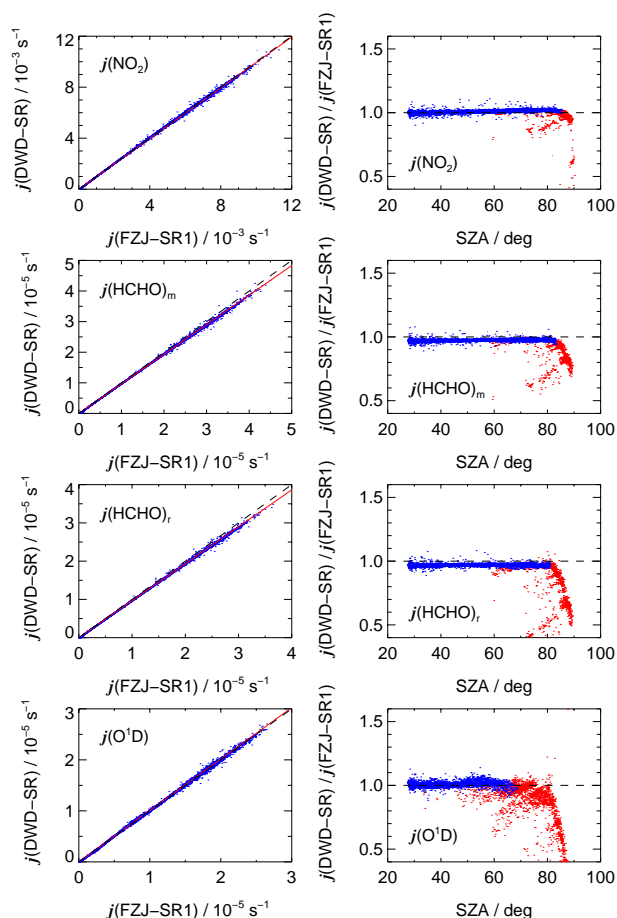 12
8
4
0
0 4 8 12
j(NO₂)
j(DWD–SR) / 10⁻³ s⁻¹
j(FZJ–SR1) / 10⁻³ s⁻¹
1.5
1.0
0.5
20 40 60 80 100
j(NO₂)
j(DWD–SR) / j(FZJ–SR1)
SZA / deg
5
4
3
2
1
0
0 1 2 3 4 5
j(HCHO)ₘ
j(DWD–SR) / 10⁻⁵ s⁻¹
j(FZJ–SR1) / 10⁻⁵ s⁻¹
1.5
1.0
0.5
20 40 60 80 100
j(HCHO)ₘ
j(DWD–SR) / j(FZJ–SR1)
SZA / deg
4
3
2
1
0
0 1 2 3 4
j(HCHO)ᵣ
j(DWD–SR) / 10⁻⁵ s⁻¹
j(FZJ–SR1) / 10⁻⁵ s⁻¹
1.5
1.0
0.5
20 40 60 80 100
j(HCHO)ᵣ
j(DWD–SR) / j(FZJ–SR1)
SZA / deg
3
2
1
0
0 1 2 3
j(O¹D)
j(DWD–SR) / 10⁻⁵ s⁻¹
j(FZJ–SR1) / 10⁻⁵ s⁻¹
1.5
1.0
0.5
20 40 60 80 100
j(O¹D)
j(DWD–SR) / j(FZJ–SR1)
SZA / deg